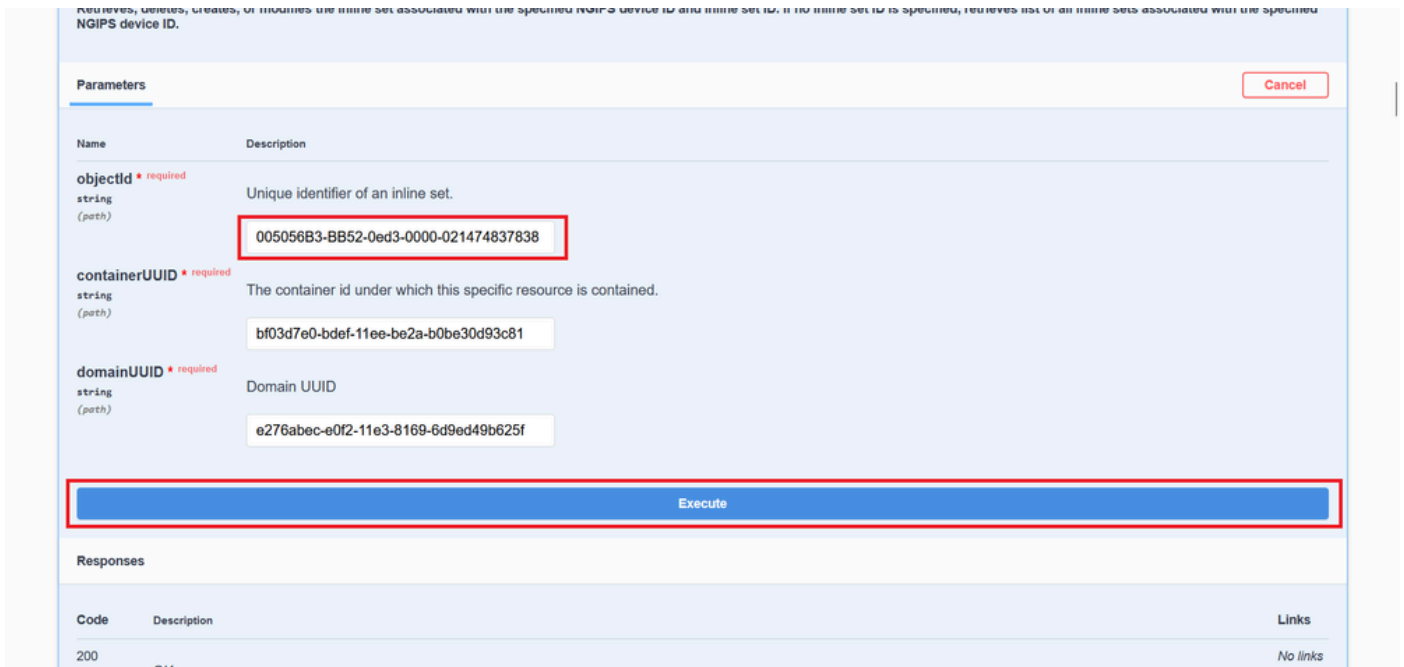 Retrieves, deletes, creates, or modifies the inline set associated with the specified NGIPS device ID and inline set ID. If no inline set ID is specified, retrieves list of all inline sets associated with the specified
NGIPS device ID.
Parameters
Cancel
Name Description
objectId * required
string
(path)
Unique identifier of an inline set.
005056B3-BB52-0ed3-0000-021474837838
containerUUID * required
string
(path)
The container id under which this specific resource is contained.
bf03d7e0-bdef-11ee-be2a-b0be30d93c81
domainUUID * required
string
(path)
Domain UUID
e276abec-e0f2-11e3-8169-6d9ed49b625f
Execute
Responses
Code Description Links
200 No links